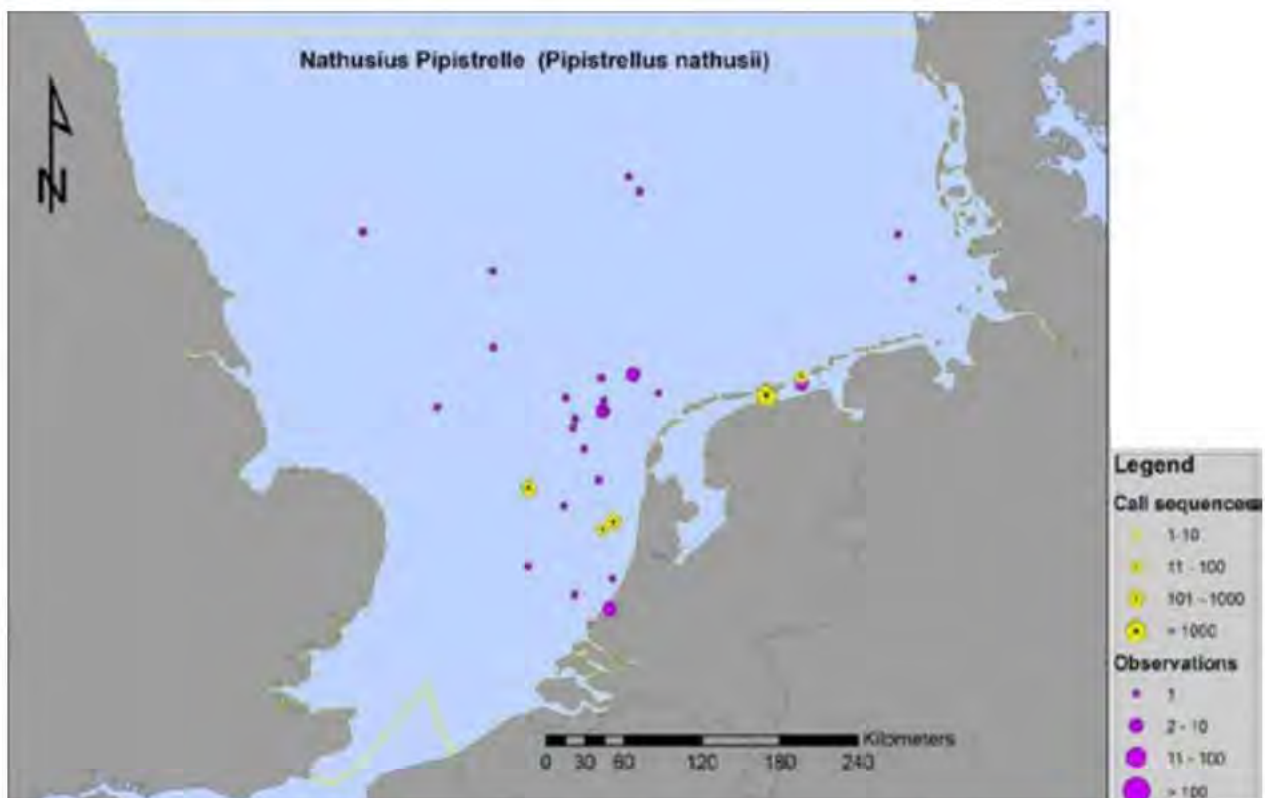 Nathusius Pipistrelle (Pipistrellus nathusii)
N
Legend
Call sequences
1-10
11 - 100
101 - 1000
> 1000
Observations
1
2 - 10
11 - 100
> 100
Kilometers
0 30 60 120 180 240